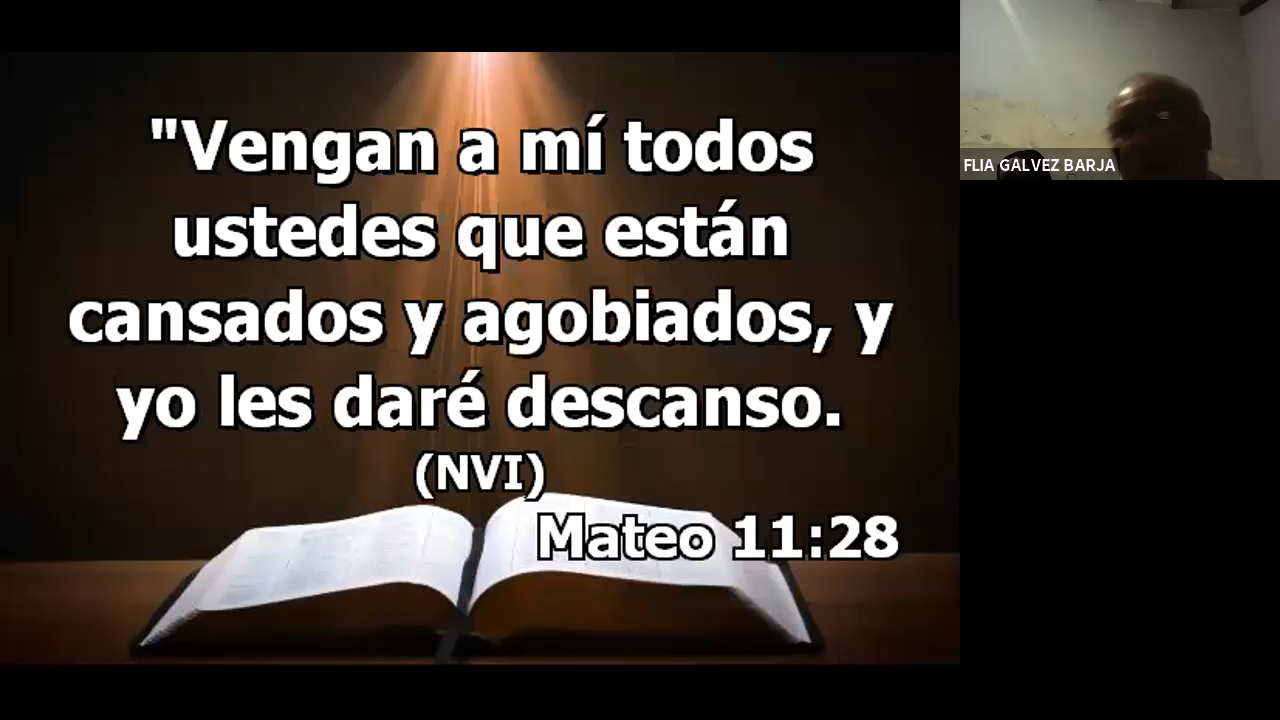 "Vengan a mí todos
ustedes que están
cansados y agobiados, y
yo les daré descanso.
(NVI)
Mateo 11:28
FLIA GALVEZ BARJA